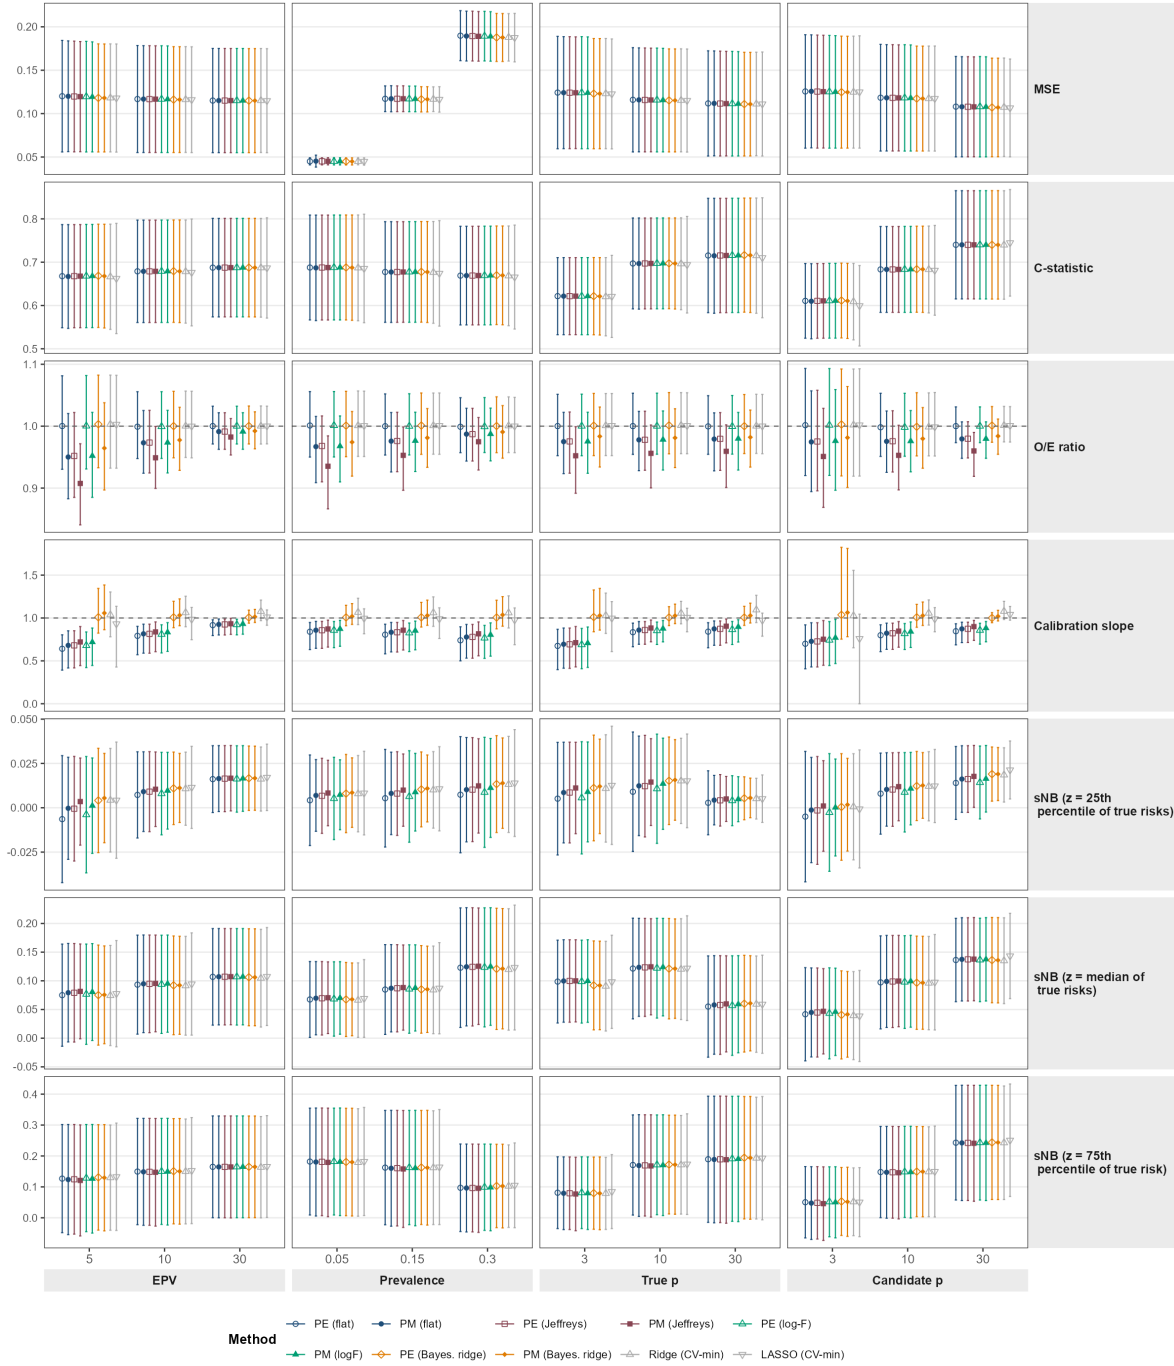 0.20
0.15
0.10
0.05
MSE
0.8
0.7
0.6
0.5
C-statistic
1.1
1.0
0.9
O/E ratio
1.5
1.0
0.5
0.0
Calibration slope
0.050
0.025
0.000
-0.025
sNB (z = 25th
percentile of true risks)
0.20
0.15
0.10
0.05
0.00
-0.05
sNB (z = median of
true risks)
0.4
0.3
0.2
0.1
0.0
sNB (z = 75th
percentile of true risk)
5 10 30 0.05 0.15 0.3 3 10 30 3 10 30
EPV Prevalence True p Candidate p
Method
PE (flat) PM (flat) PE (Jeffreys) PM (Jeffreys) PE (log-F)
PM (logF) PE (Bayes. ridge) PM (Bayes. ridge) Ridge (CV-min) LASSO (CV-min)